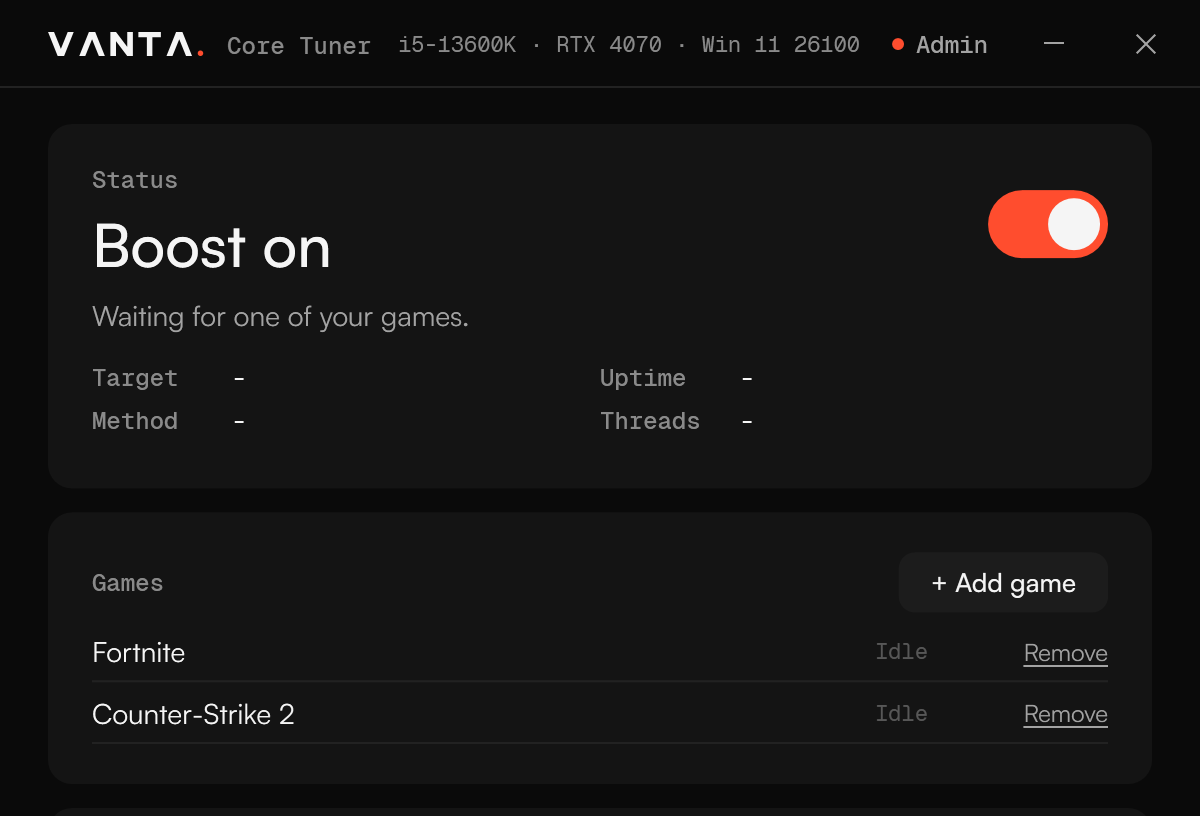 VANTA. Core Tuner i5-13600K · RTX 4070 · Win 11 26100 Admin
Status
Boost on
Waiting for one of your games.
Target - Uptime -
Method - Threads -
Games + Add game
Fortnite Idle Remove
Counter-Strike 2 Idle Remove